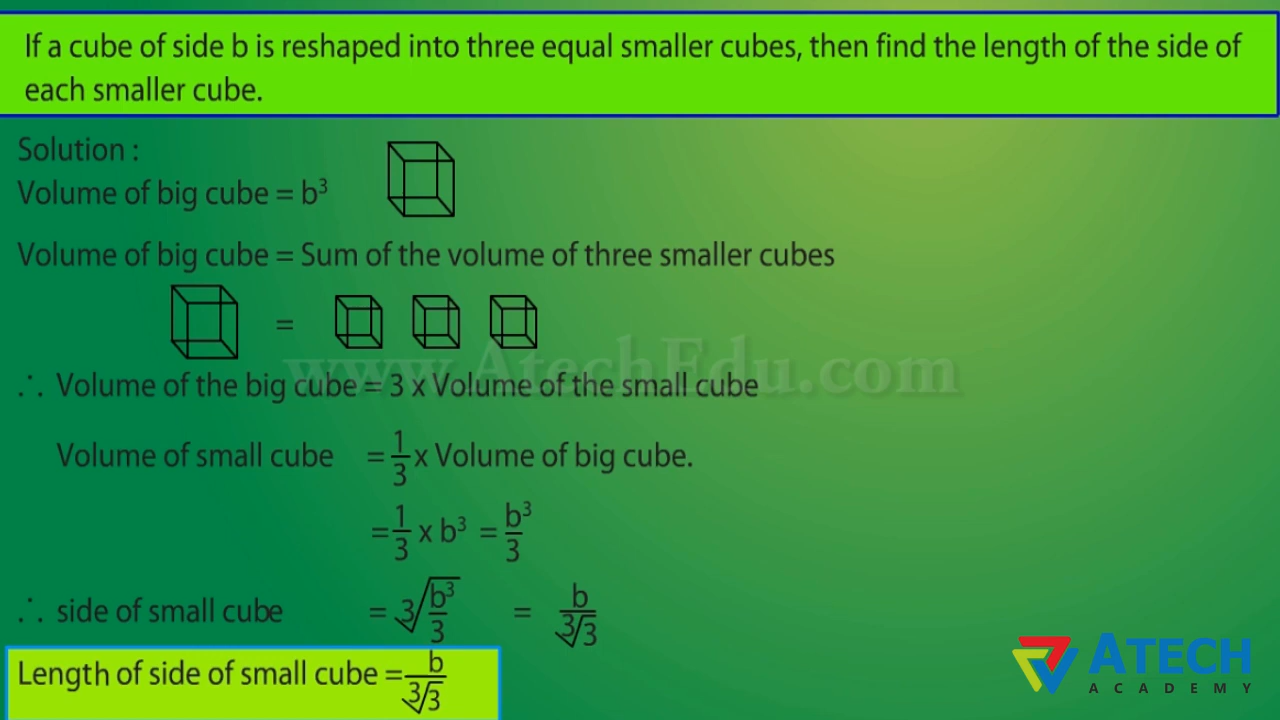 If a cube of side b is reshaped into three equal smaller cubes, then find the length of the side of
each smaller cube.
Solution :
Volume of big cube = b³
Volume of big cube = Sum of the volume of three smaller cubes
=
www.AtechEdu.com
∴ Volume of the big cube = 3 x Volume of the small cube
Volume of small cube = 1/3 x Volume of big cube.
= 1/3 x b³ = b³/3
∴ side of small cube = ∛(b³/3) = b/∛3
Length of side of small cube = b/∛3
ATECH
ACADEMY